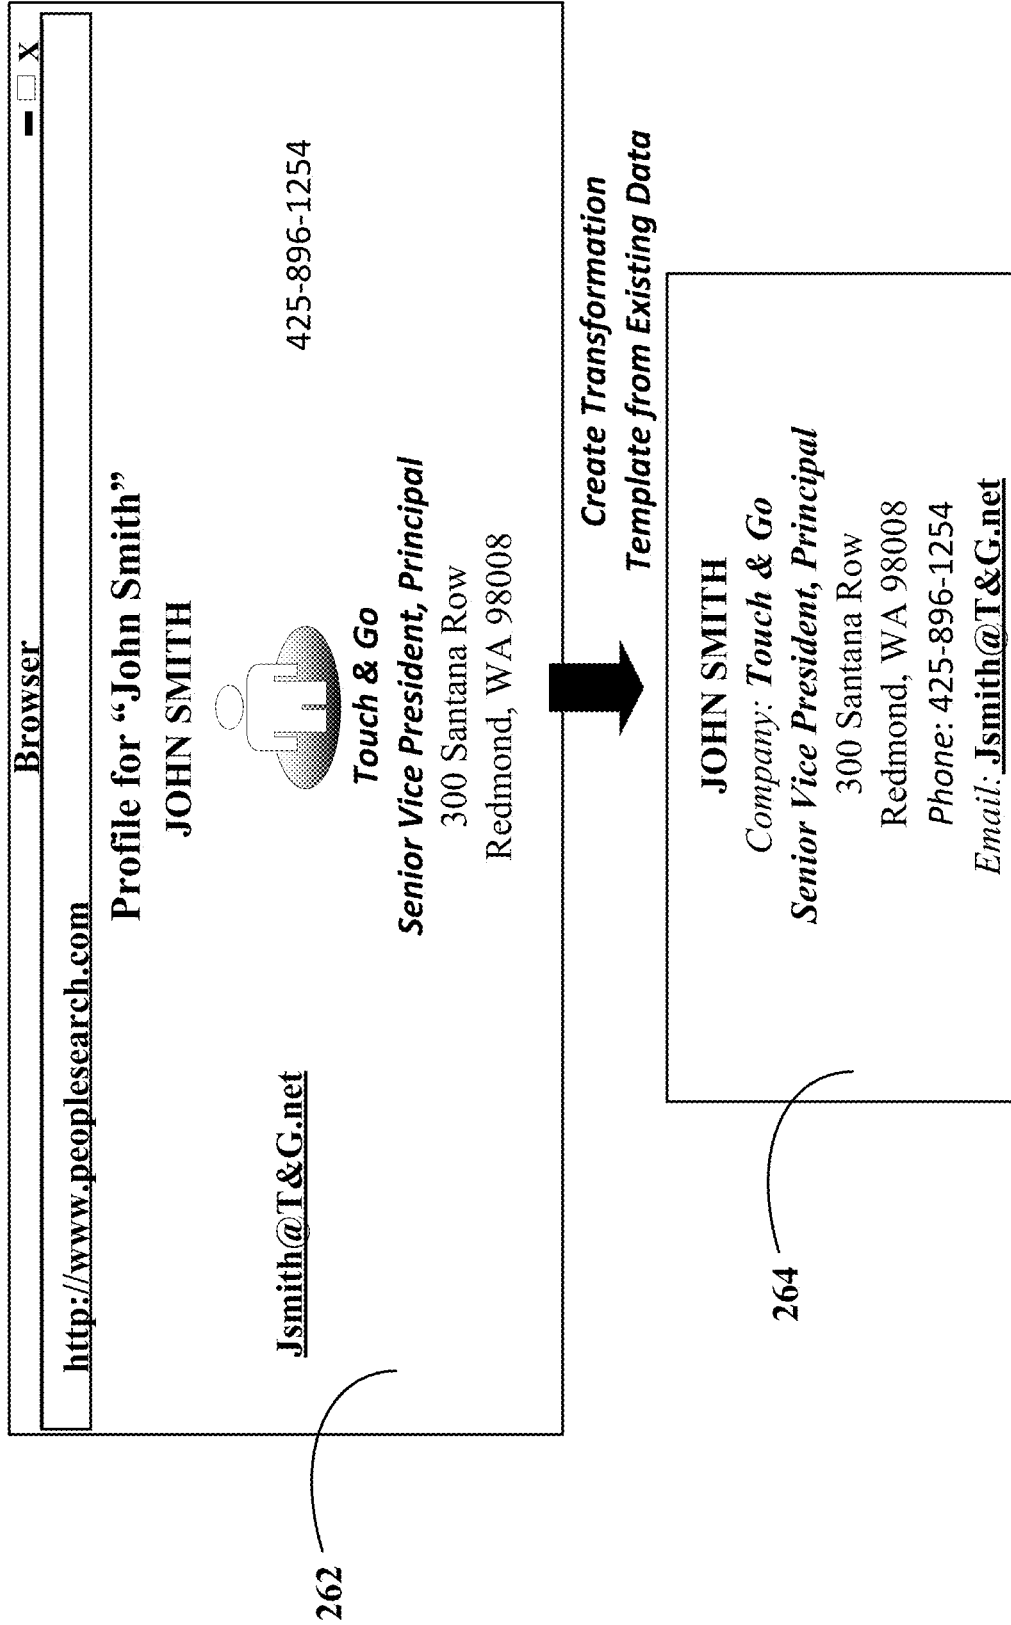 Browser
X
http://www.peoplesearch.com
Profile for “John Smith”
JOHN SMITH
Jsmith@T&G.net
425-896-1254
Touch & Go
Senior Vice President, Principal
300 Santana Row
Redmond, WA 98008
262
Create Transformation
Template from Existing Data
JOHN SMITH
Company: Touch & Go
Senior Vice President, Principal
300 Santana Row
Redmond, WA 98008
Phone: 425-896-1254
Email: Jsmith@T&G.net
264